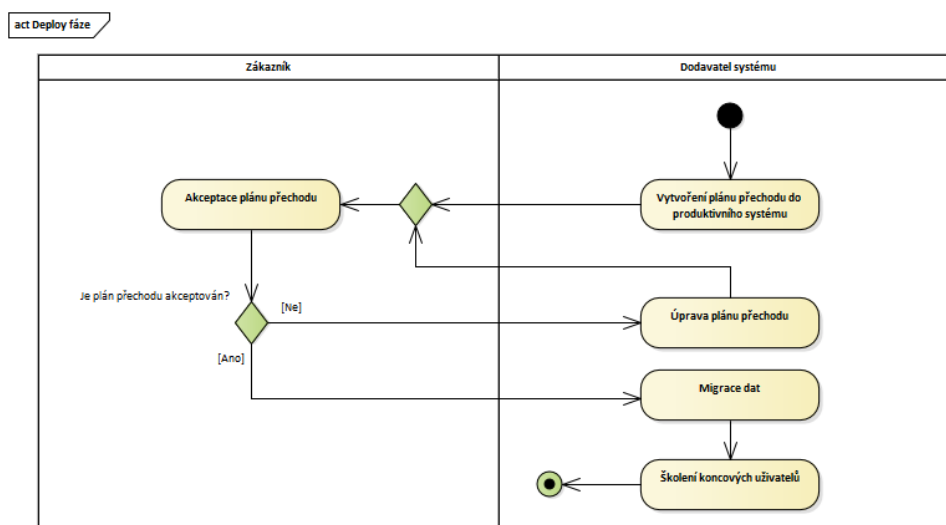 act Deploy fáze
Zákazník
Dodavatel systému
Akceptace plánu přechodu
Vytvoření plánu přechodu do
produktivního systému
Je plán přechodu akceptován?
[Ne]
Úprava plánu přechodu
[Ano]
Migrace dat
Školení koncových uživatelů